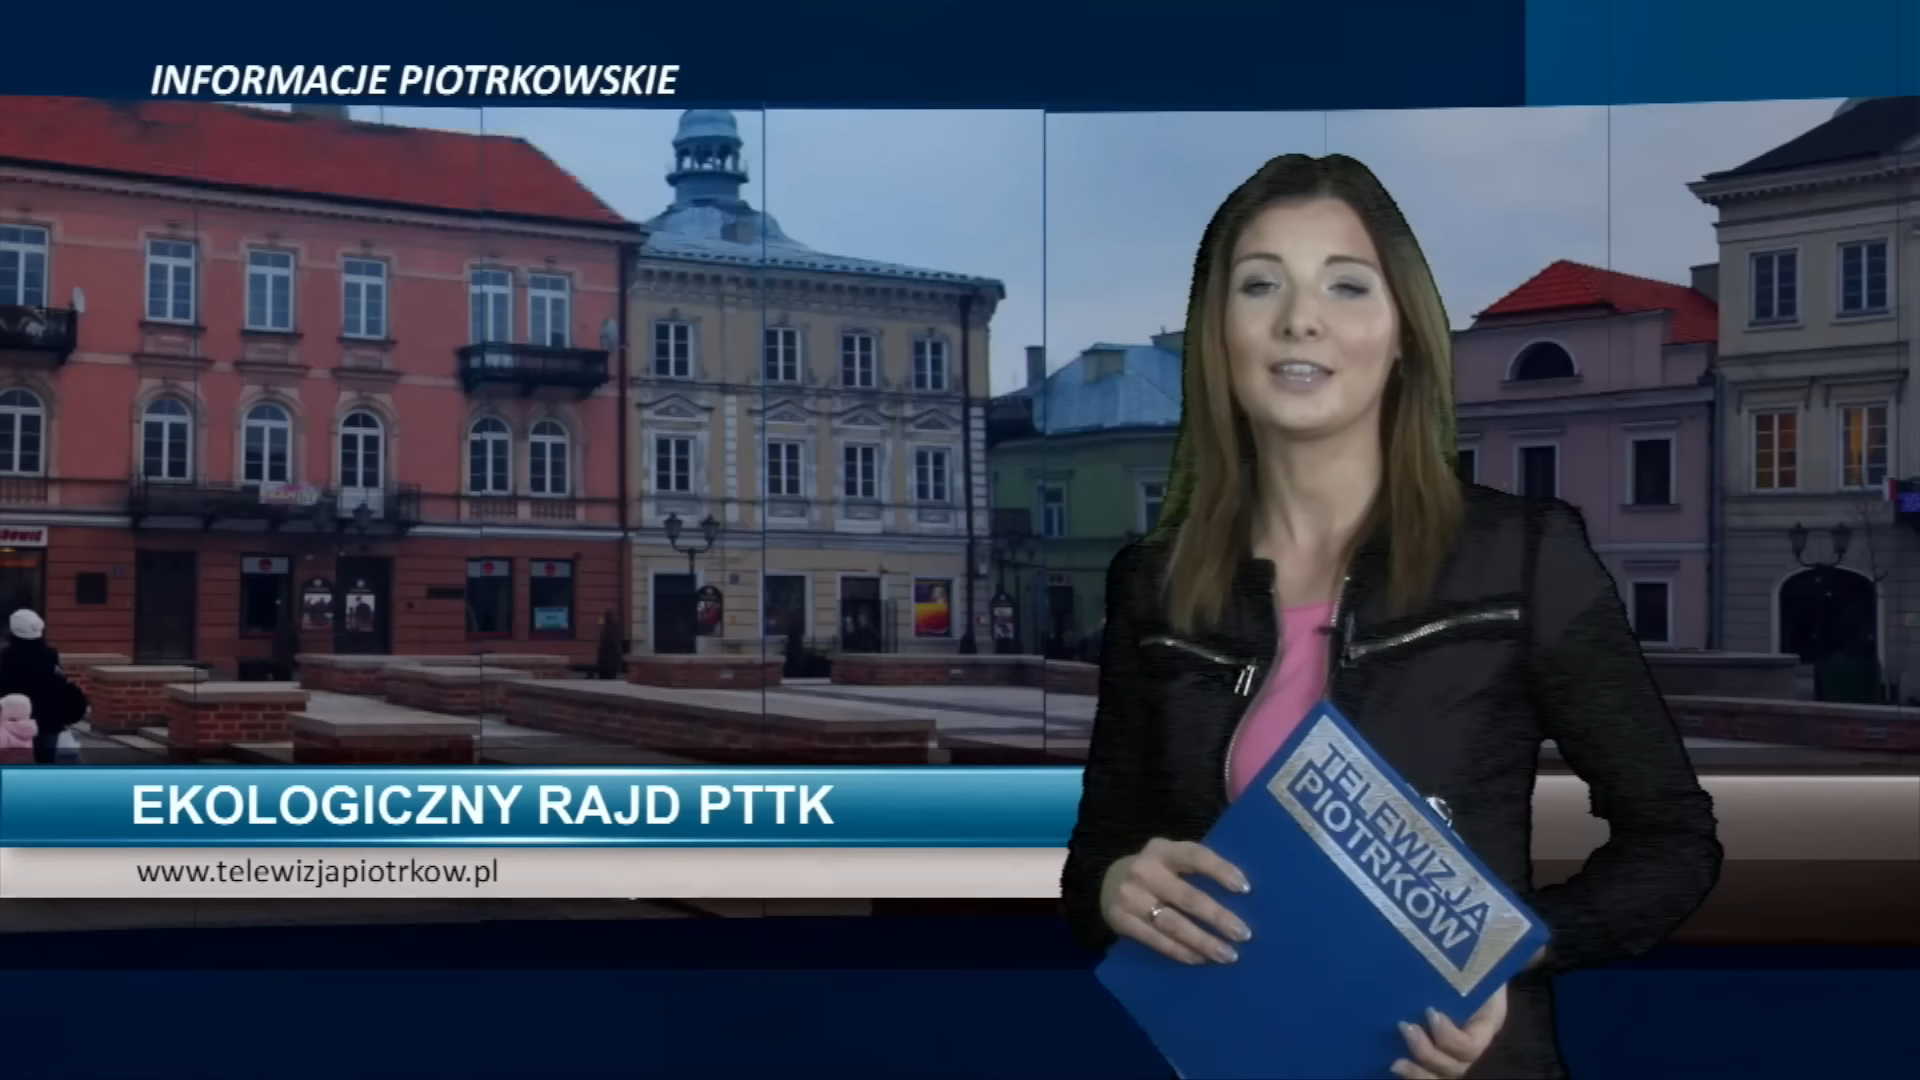 INFORMACJE PIOTRKOWSKIE
EKOLOGICZNY RAJD PTTK
www.telewizjapiotrkow.pl
TELEWIZJA
PIOTRKÓW